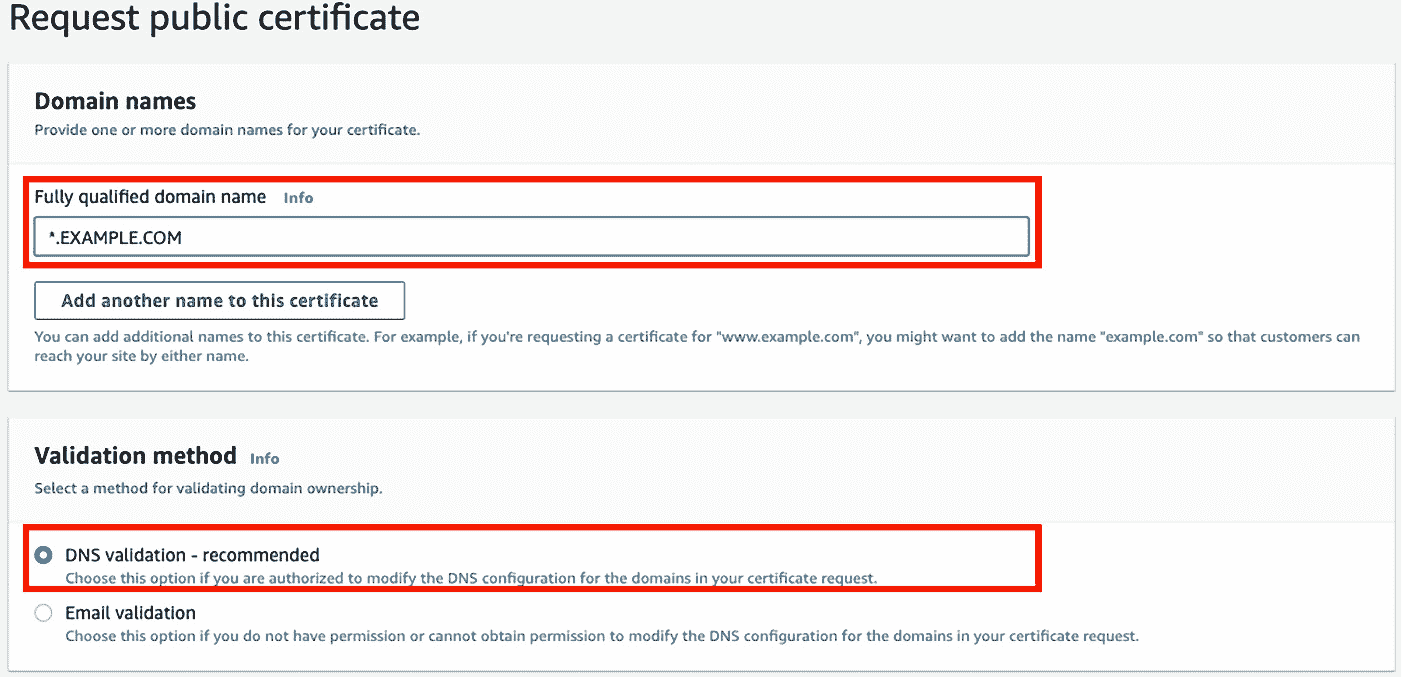 Request public certificate
Domain names
Provide one or more domain names for your certificate.
Fully qualified domain name Info
*.EXAMPLE.COM
Add another name to this certificate
You can add additional names to this certificate. For example, if you're requesting a certificate for "www.example.com", you might want to add the name "example.com" so that customers can
reach your site by either name.
Validation method Info
Select a method for validating domain ownership.
DNS validation - recommended
Choose this option if you are authorized to modify the DNS configuration for the domains in your certificate request.
Email validation
Choose this option if you do not have permission or cannot obtain permission to modify the DNS configuration for the domains in your certificate request.